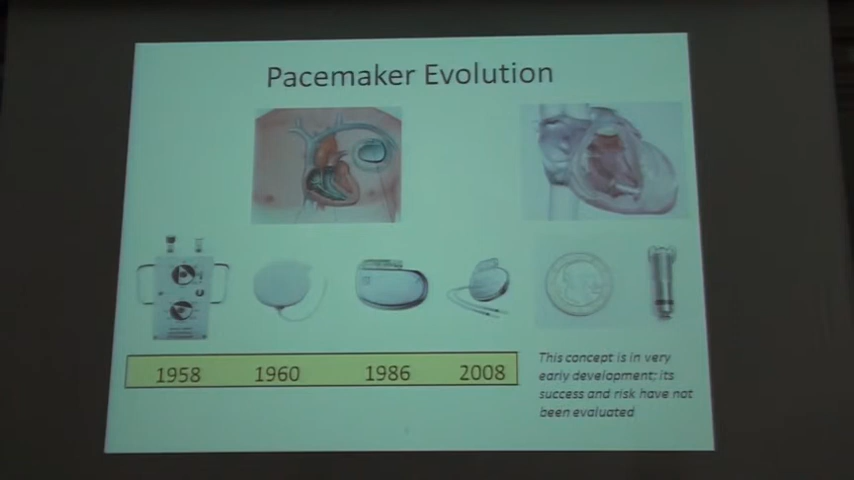 Pacemaker Evolution
1958 1960 1986 2008
This concept is in very
early development; its
success and risk have not
been evaluated